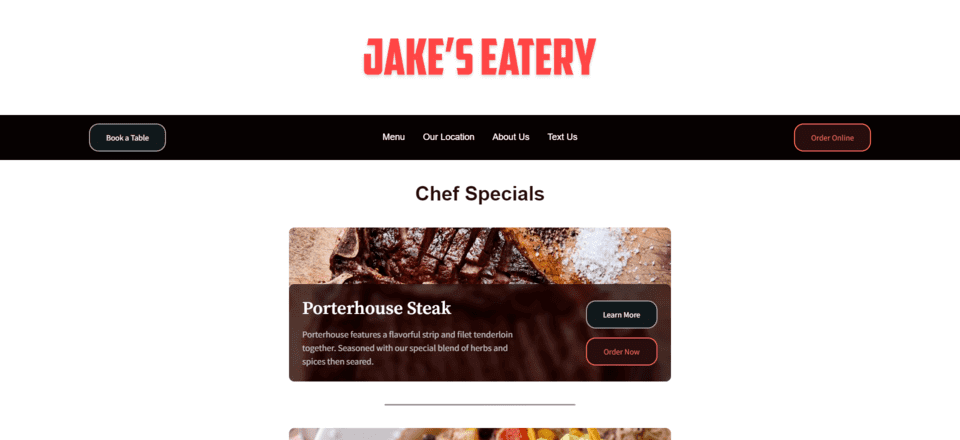 JAKE'S EATERY
Book a Table
Menu
Our Location
About Us
Text Us
Order Online
Chef Specials
Porterhouse Steak
Porterhouse features a flavorful strip and filet tenderloin
together. Seasoned with our special blend of herbs and
spices then seared.
Learn More
Order Now